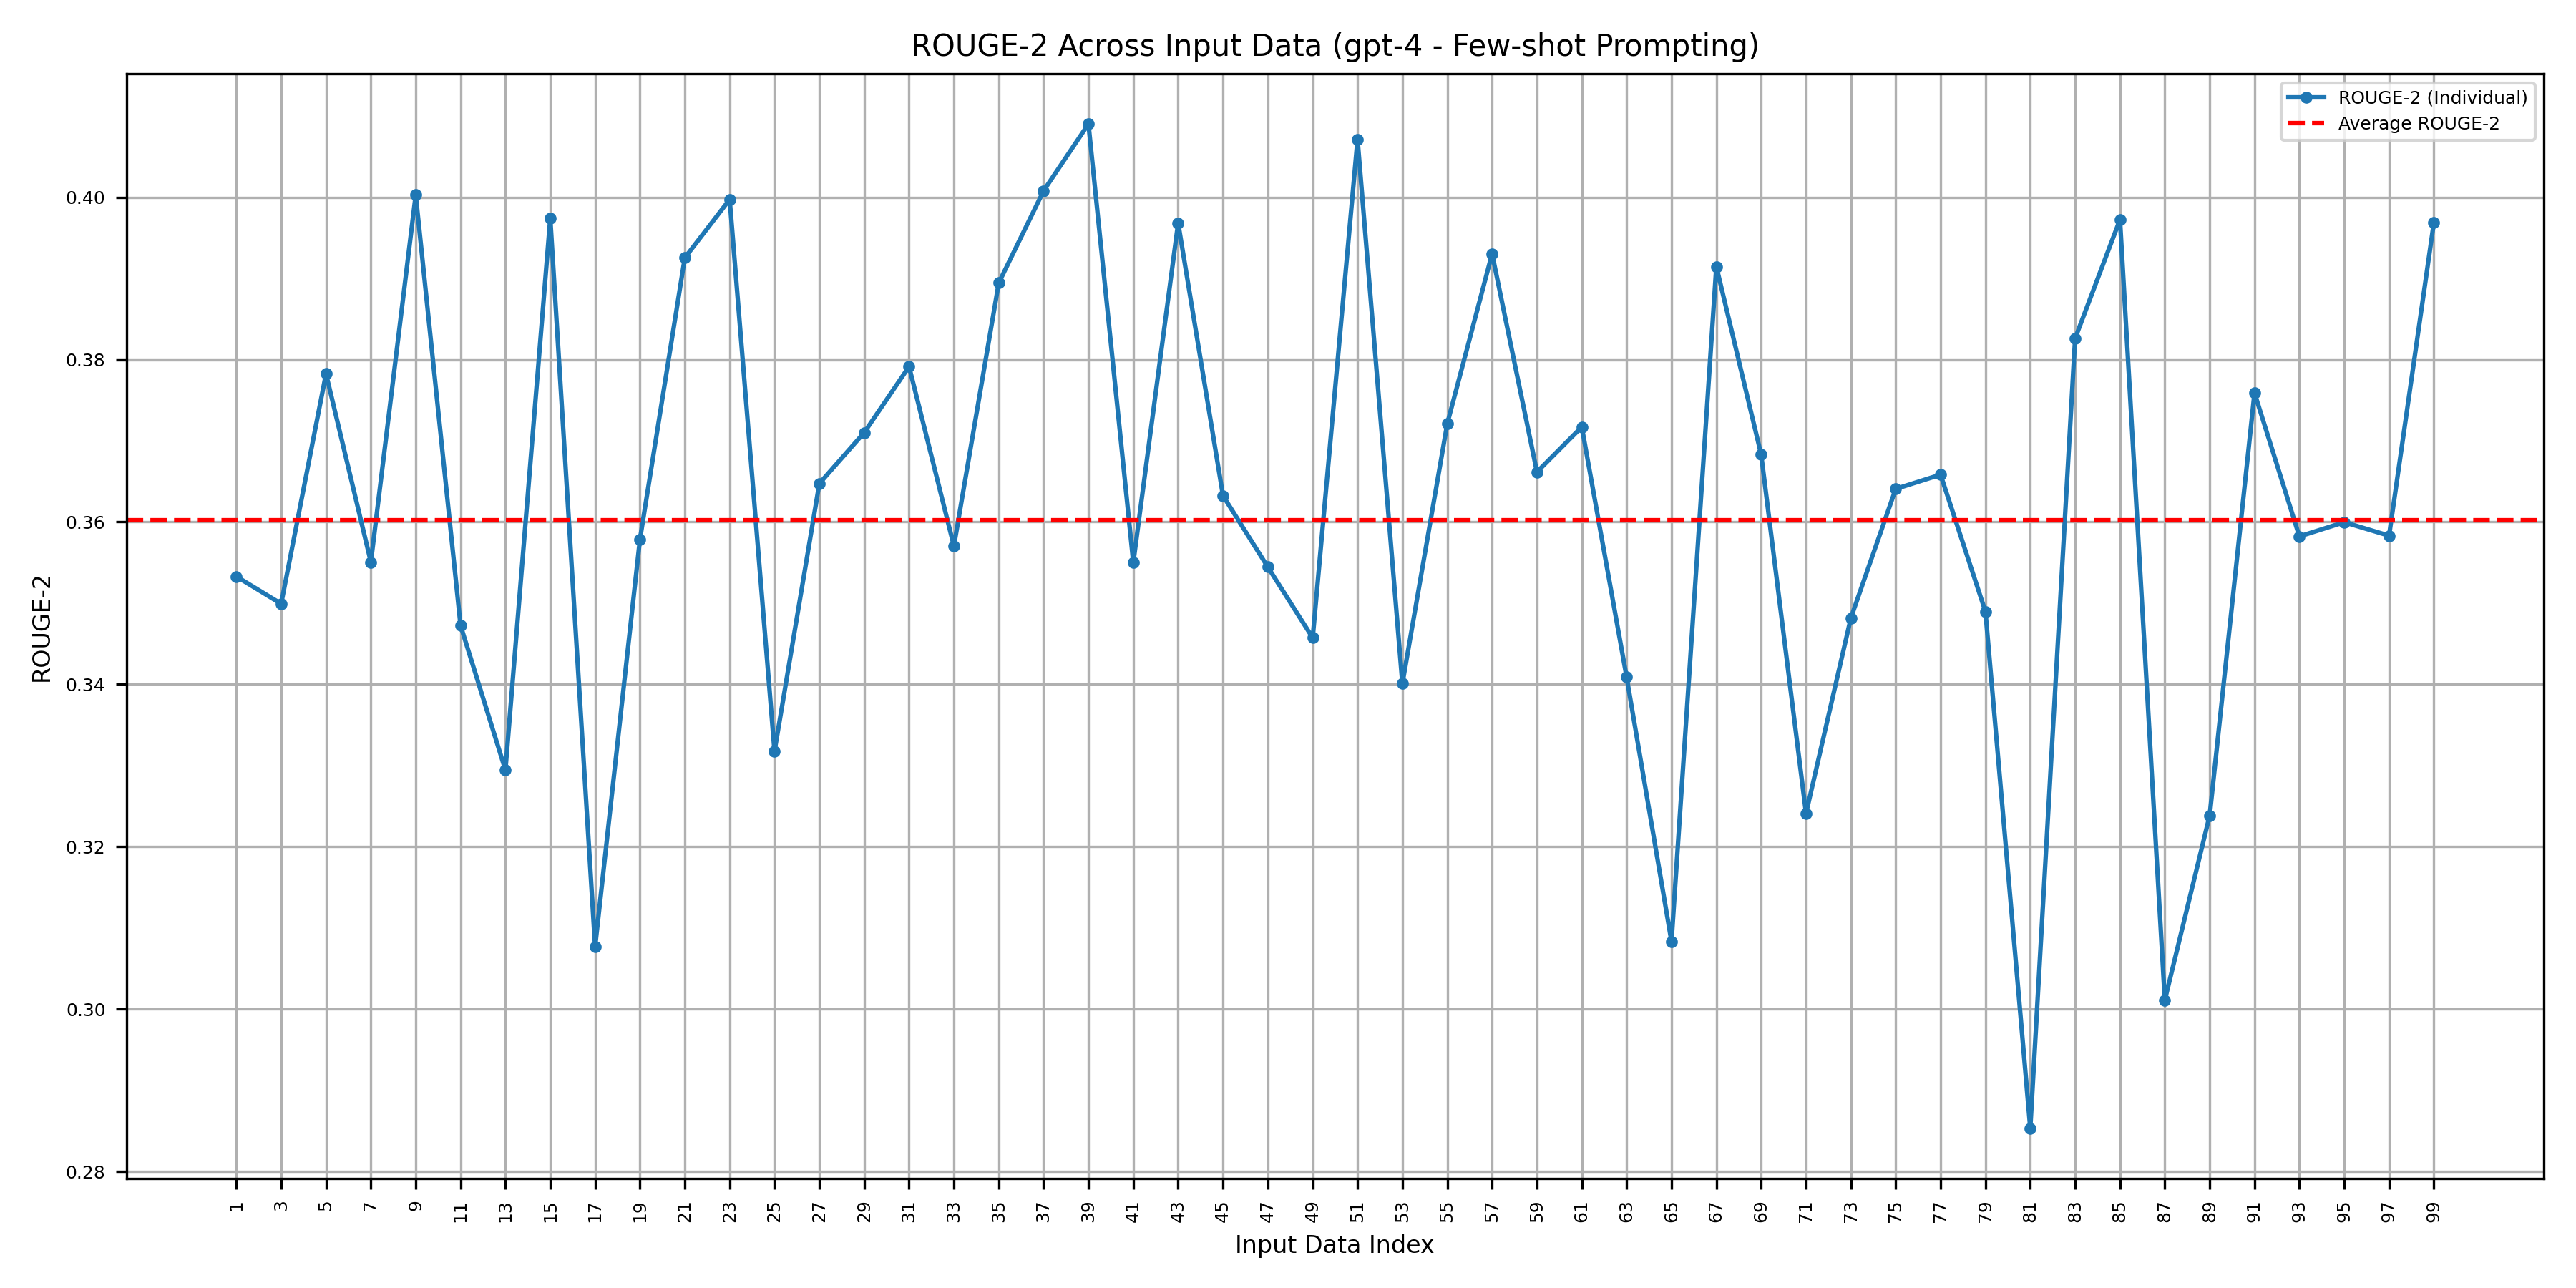 ROUGE-2 Across Input Data (gpt-4 - Few-shot Prompting)
ROUGE-2 (Individual)
Average ROUGE-2
ROUGE-2
0.40
0.38
0.36
0.34
0.32
0.30
0.28
1 3 5 7 9 11 13 15 17 19 21 23 25 27 29 31 33 35 37 39 41 43 45 47 49 51 53 55 57 59 61 63 65 67 69 71 73 75 77 79 81 83 85 87 89 91 93 95 97 99
Input Data Index